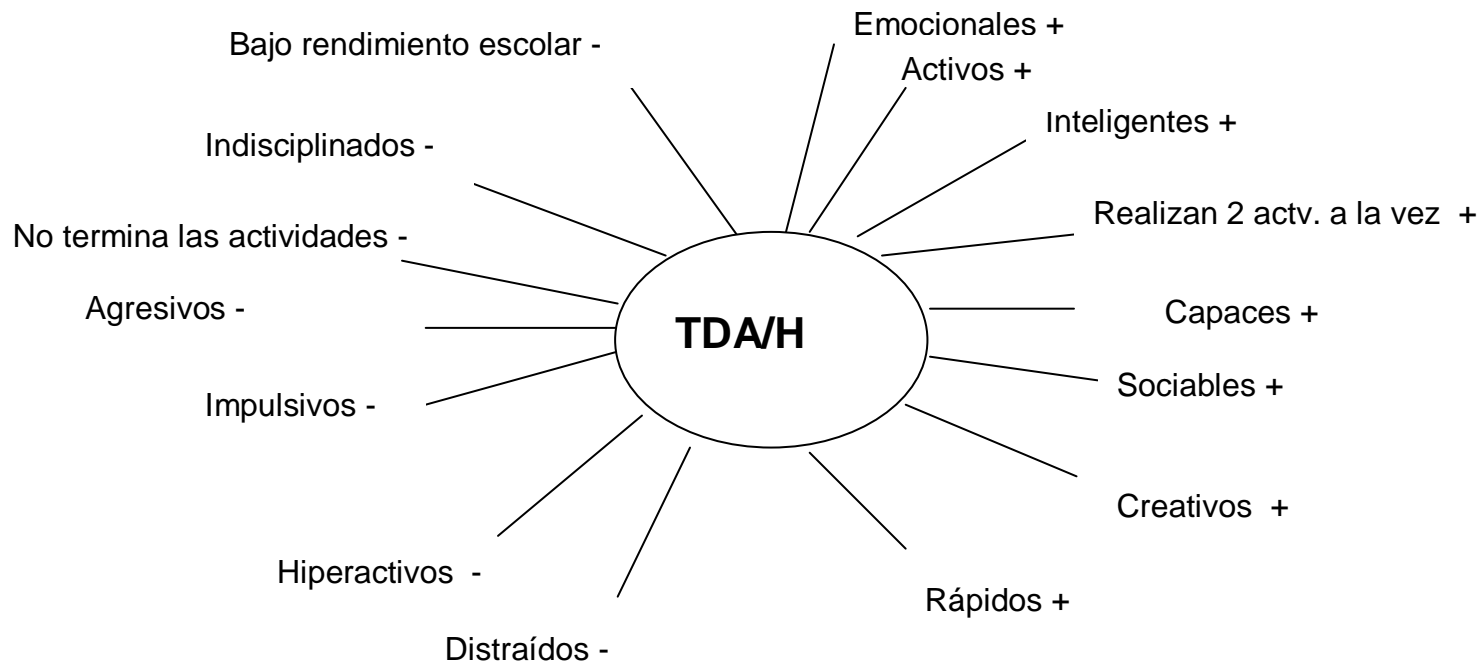 Emocionales +
Bajo rendimiento escolar -
Activos +
Inteligentes +
Indisciplinados -
Realizan 2 actv. a la vez +
No termina las actividades -
Agresivos -
Capaces +
TDA/H
Sociables +
Impulsivos -
Creativos +
Hiperactivos -
Rápidos +
Distraídos -